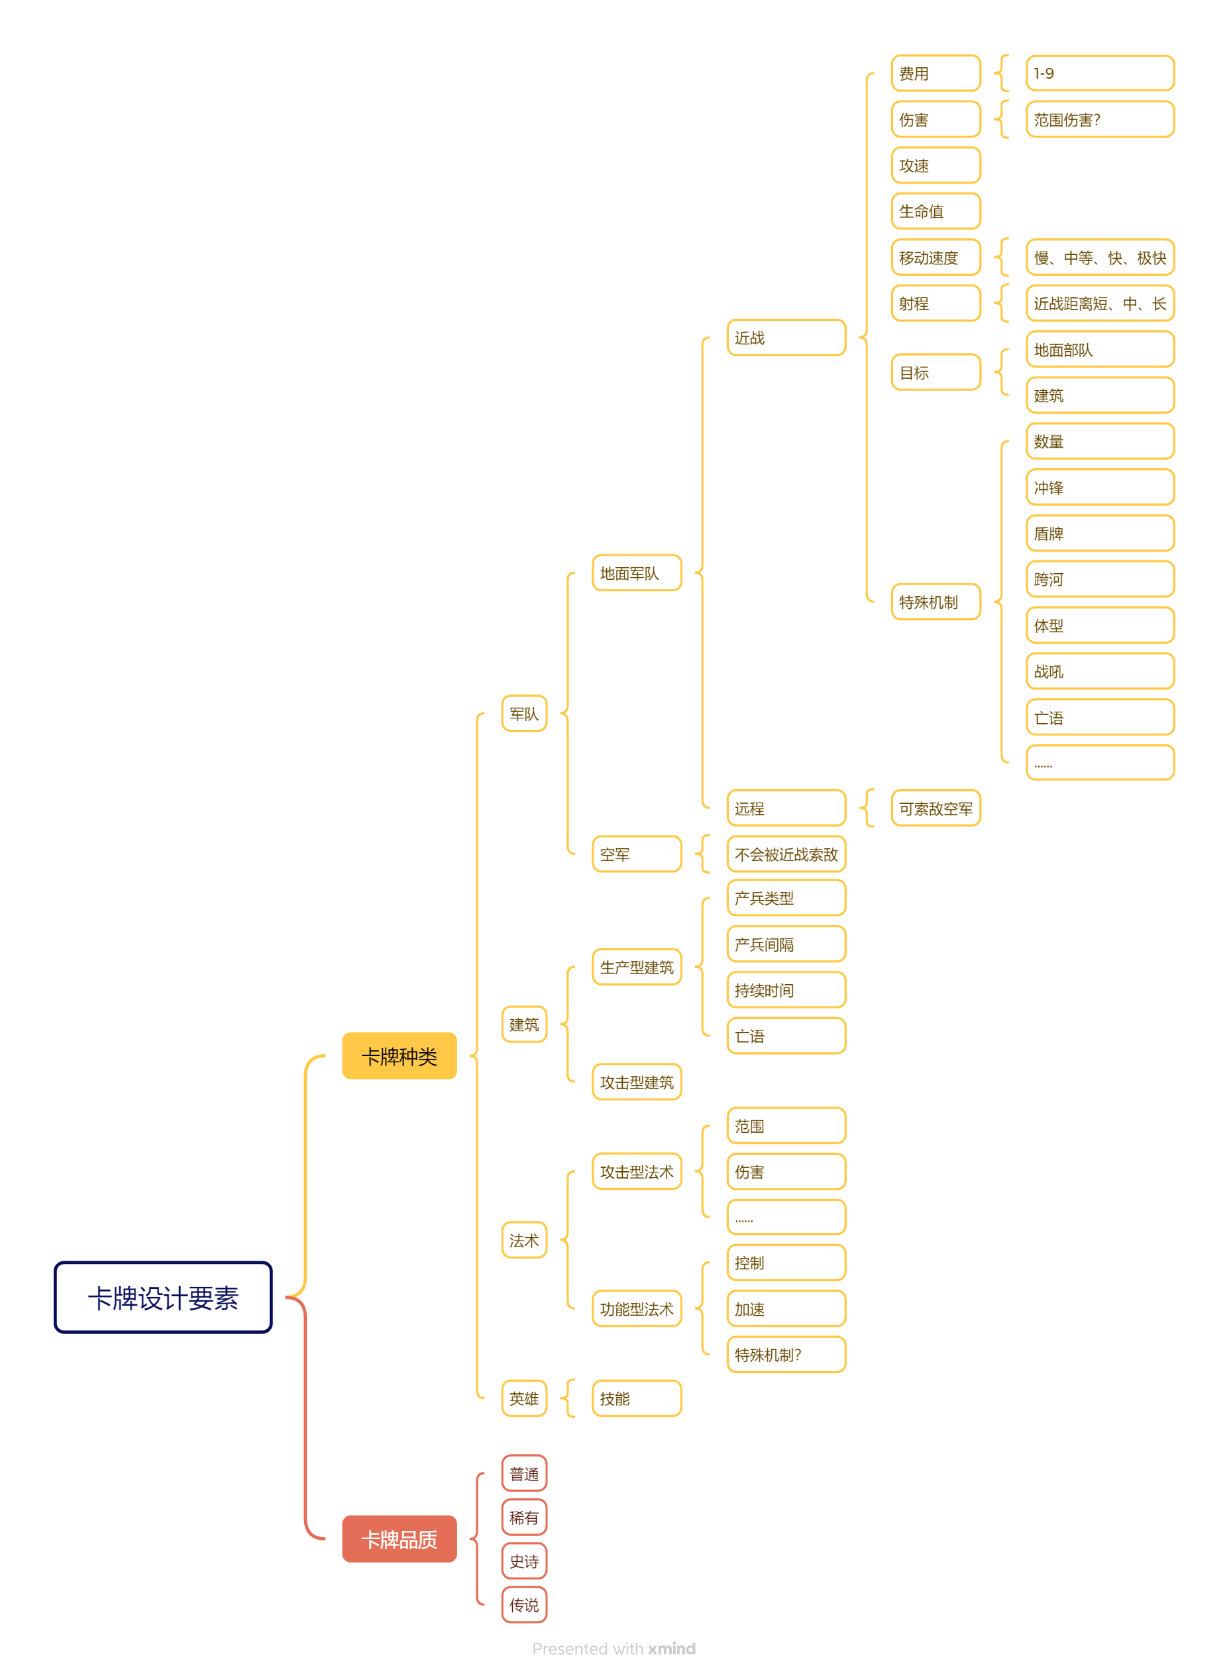 卡牌设计要素
卡牌种类
军队
地面军队
近战
费用
1-9
伤害
范围伤害？
攻速
生命值
移动速度
慢、中等、快、极快
射程
近战距离短、中、长
目标
地面部队
建筑
特殊机制
数量
冲锋
盾牌
跨河
体型
战吼
亡语
......
远程
可索敌空军
空军
不会被近战索敌
建筑
生产型建筑
产兵类型
产兵间隔
持续时间
亡语
攻击型建筑
法术
攻击型法术
范围
伤害
......
功能型法术
控制
加速
特殊机制？
英雄
技能
卡牌品质
普通
稀有
史诗
传说
Presented with xmind